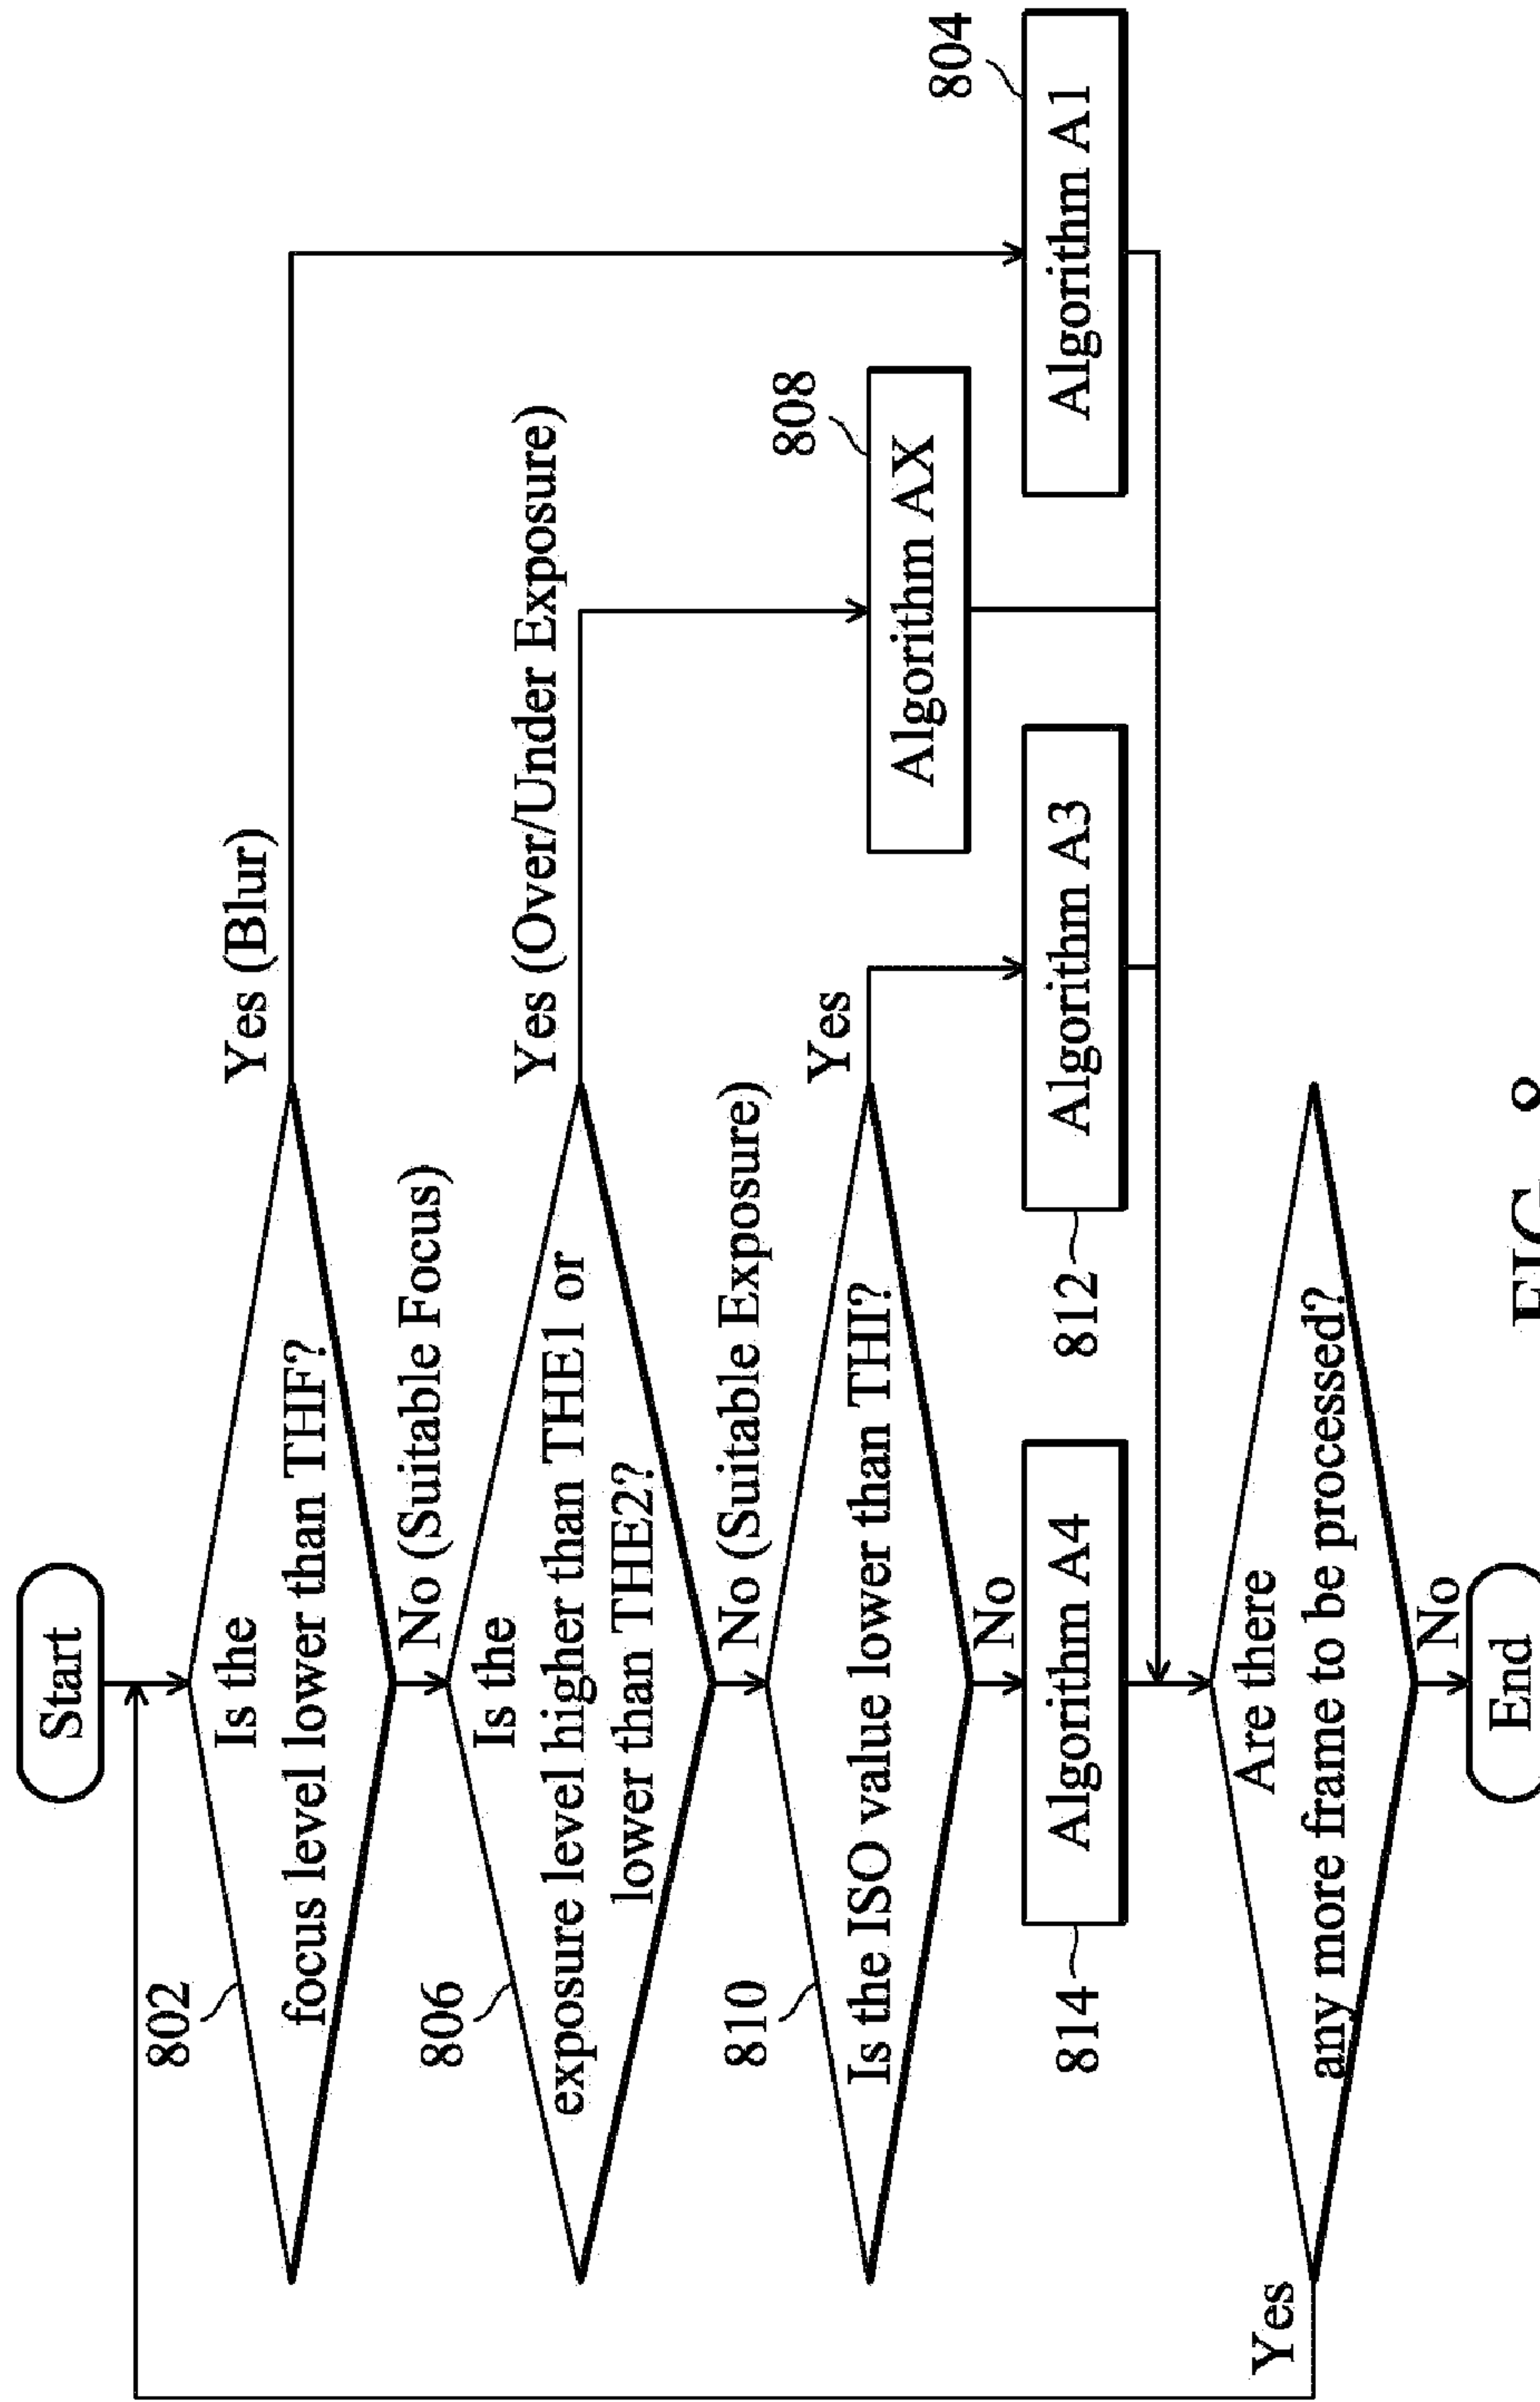 Start
802
Is the
focus level lower than THF?
Yes (Blur)
No (Suitable Focus)
806
Is the
exposure level higher than THE1 or
lower than THE2?
Yes (Over/Under Exposure)
No (Suitable Exposure)
810
Is the ISO value lower than THI?
Yes
No
814
Algorithm A4
812
Algorithm A3
808
Algorithm AX
804
Algorithm A1
Are there
any more frame to be processed?
Yes
No
End
FIG. 8